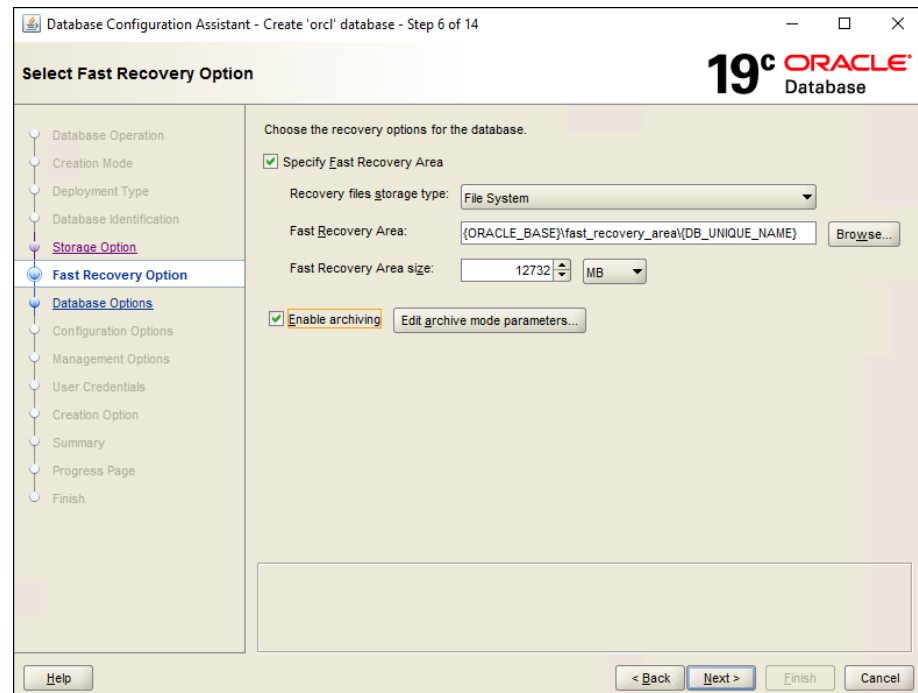 Database Configuration Assistant - Create 'orcl' database - Step 6 of 14
Select Fast Recovery Option
19c ORACLE
Database
Database Operation
Creation Mode
Deployment Type
Database Identification
Storage Option
Fast Recovery Option
Database Options
Configuration Options
Management Options
User Credentials
Creation Option
Summary
Progress Page
Finish
Choose the recovery options for the database.
Specify Fast Recovery Area
Recovery files storage type: File System
Fast Recovery Area: {ORACLE_BASE}\fast_recovery_area\{DB_UNIQUE_NAME} Browse...
Fast Recovery Area size: 12732 MB
Enable archiving Edit archive mode parameters...
Help < Back Next > Finish Cancel